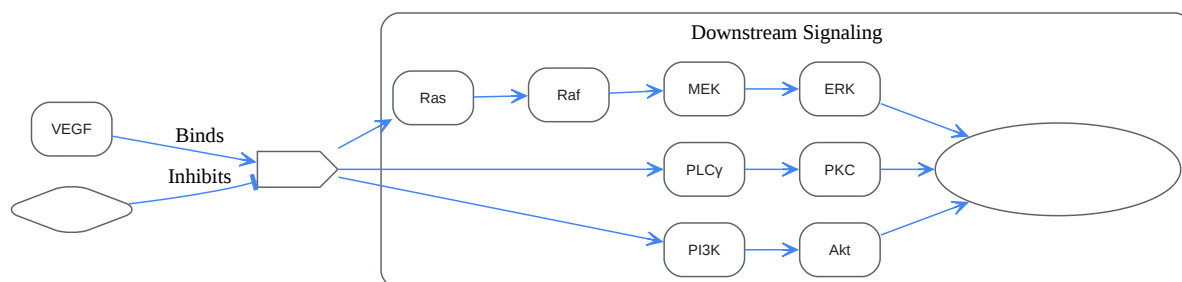 Downstream Signaling
Ras
Raf
MEK
ERK
VEGF
Binds
Inhibits
PLCγ
PKC
PI3K
Akt